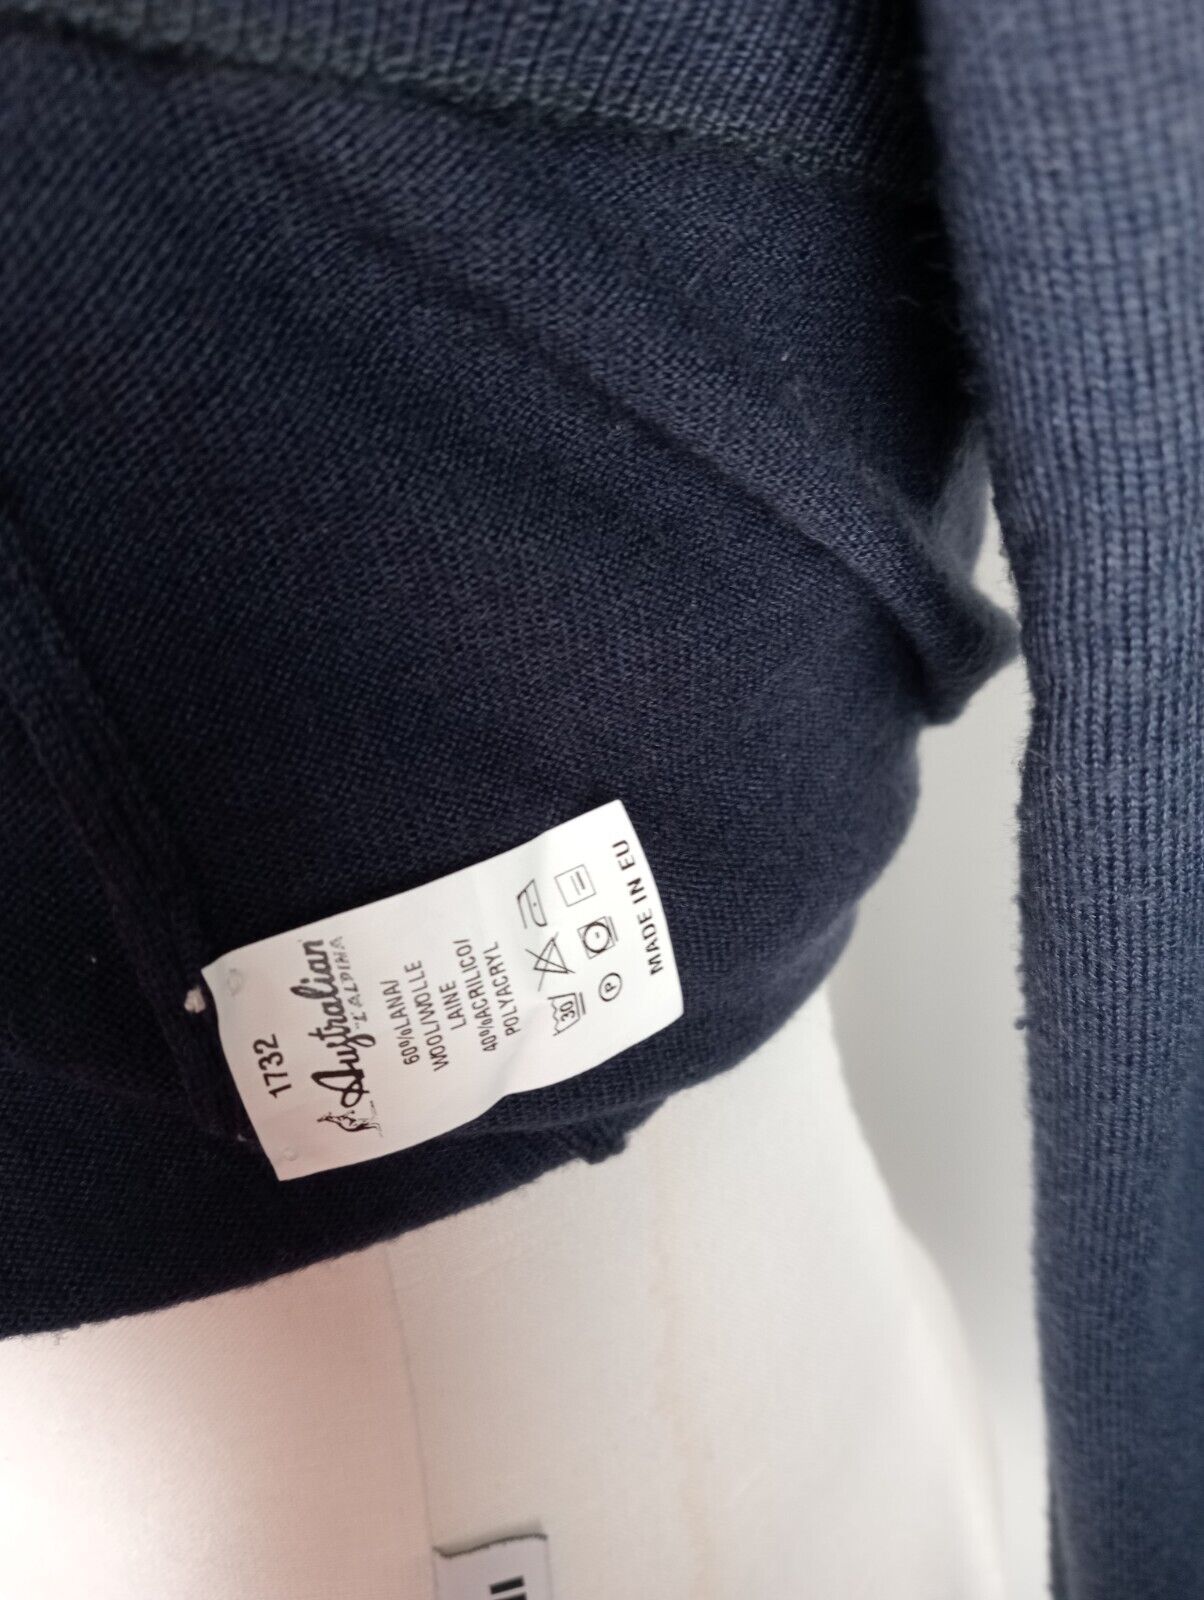 1732
Australian
L'ALPINA
60%LANA/
WOOL/WOLLE
LAINE
40%ACRILICO/
POLYACRYL
30
P
MADE IN EU